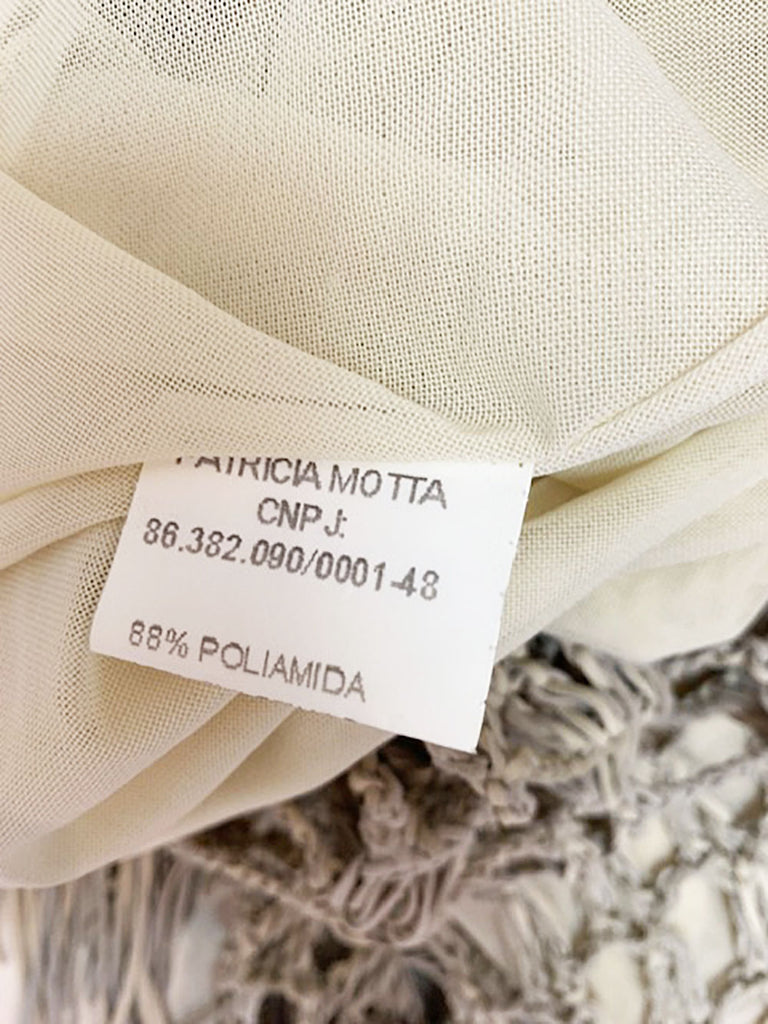 PATRICIA MOTTA
CNPJ:
86.382.090/0001-48
88% POLIAMIDA